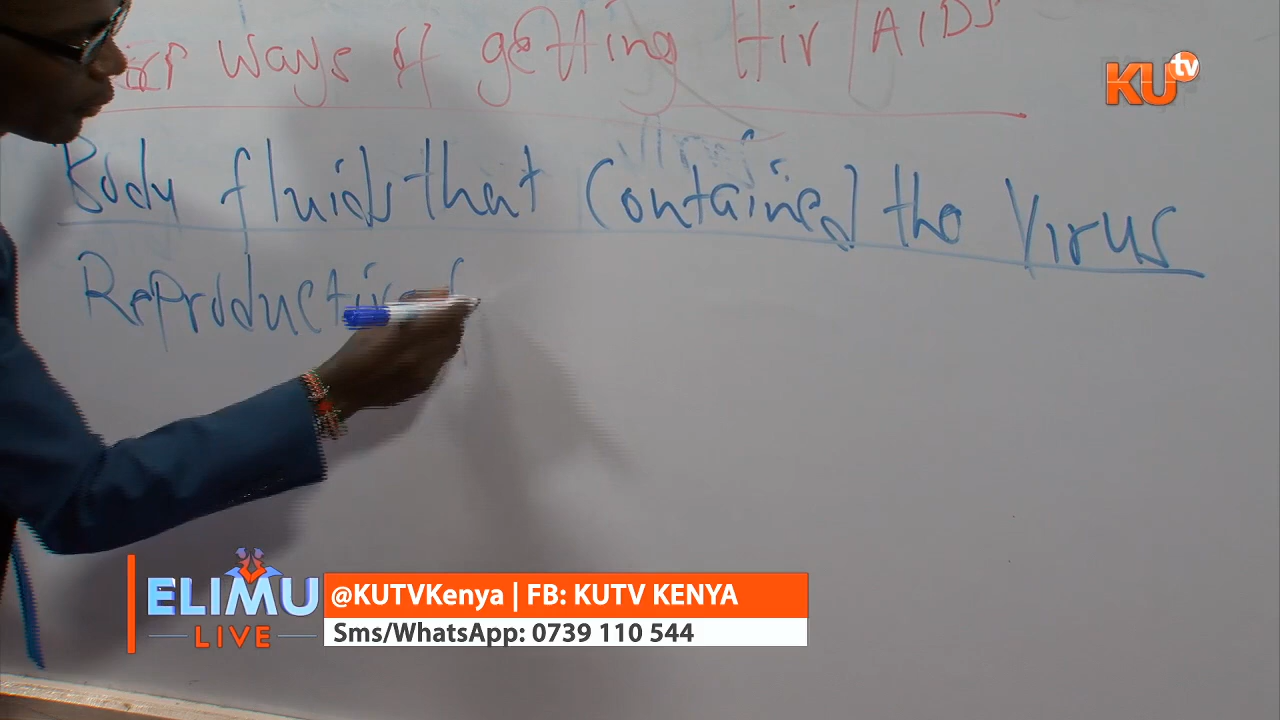 ways of getting HIV/AIDS
KU tv
Body fluids that Contained the Virus
Reproductive f
ELIMU
LIVE
@KUTVKenya | FB: KUTV KENYA
Sms/WhatsApp: 0739 110 544